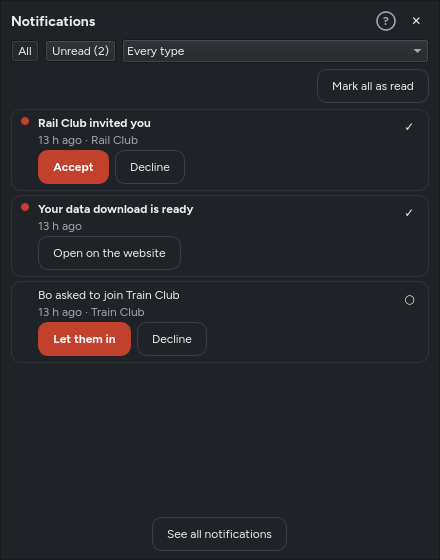 Notifications ? ✕
All Unread (2) Every type
Mark all as read
Rail Club invited you ✓
13 h ago · Rail Club
Accept Decline
Your data download is ready ✓
13 h ago
Open on the website
Bo asked to join Train Club
13 h ago · Train Club
Let them in Decline
See all notifications